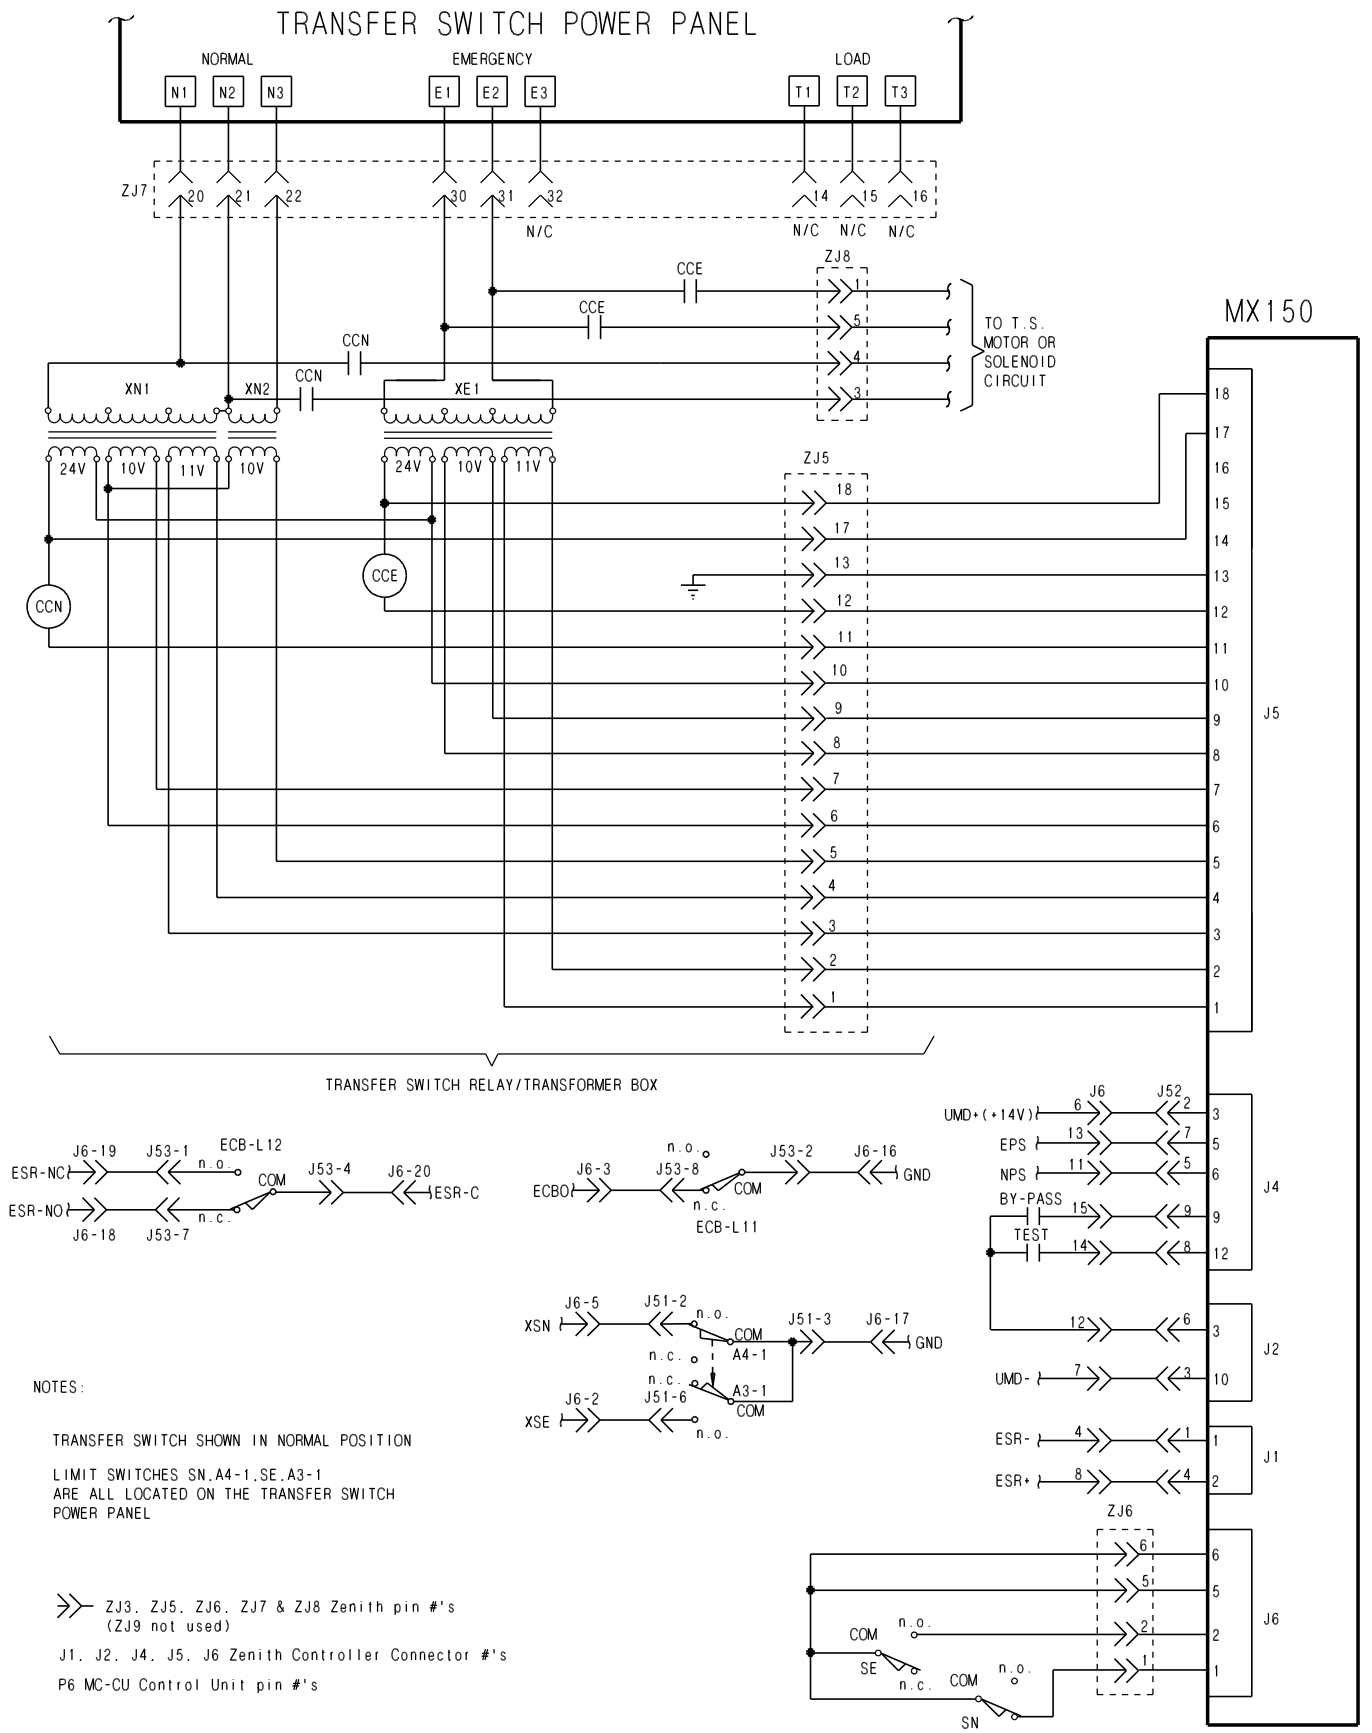 TRANSFER SWITCH POWER PANEL
NORMAL EMERGENCY LOAD
N1 N2 N3 E1 E2 E3 T1 T2 T3
ZJ7 20 21 22 30 31 32 14 15 16
N/C N/C N/C N/C
ZJ8
CCE 1
CCE 5
CCN 4
CCN 3
TO T.S.
MOTOR OR
SOLENOID
CIRCUIT
MX150
XN1 XN2 XE1
24V 10V 11V 10V 24V 10V 11V
ZJ5
18
17
16
15
14
13
12
11
10
9
8
7
6
5
4
3
2
1
J5
18
17
13
12
11
10
9
8
7
6
5
4
3
2
1
CCE
CCN
TRANSFER SWITCH RELAY/TRANSFORMER BOX
J6 J52
UMD+(+14V) 6 2 3
EPS 13 7 5
NPS 11 5 6
BY-PASS 15 9 9
TEST 14 8 12
J4
12 6 3
UMD- 7 3 10
J2
ESR- 4 1 1
ESR+ 8 4 2
J1
ESR-NC J6-19 J53-1 n.o. ECB-L12
COM J53-4 J6-20 ESR-C
ESR-NO J6-18 J53-7 n.c.
ECBO J6-3 J53-8 n.o.
n.c. COM J53-2 J6-16 GND
ECB-L11
XSN J6-5 J51-2 n.o.
COM J51-3 J6-17 GND
A4-1
n.c.
n.c.
A3-1
COM
XSE J6-2 J51-6
n.o.
NOTES:
TRANSFER SWITCH SHOWN IN NORMAL POSITION
LIMIT SWITCHES SN,A4-1,SE,A3-1
ARE ALL LOCATED ON THE TRANSFER SWITCH
POWER PANEL
ZJ6
6 6
5 5
2 2
1 1
J6
COM n.o.
SE n.c.
COM n.o.
SN
ZJ3, ZJ5, ZJ6, ZJ7 & ZJ8 Zenith pin #'s
(ZJ9 not used)
J1, J2, J4, J5, J6 Zenith Controller Connector #'s
P6 MC-CU Control Unit pin #'s